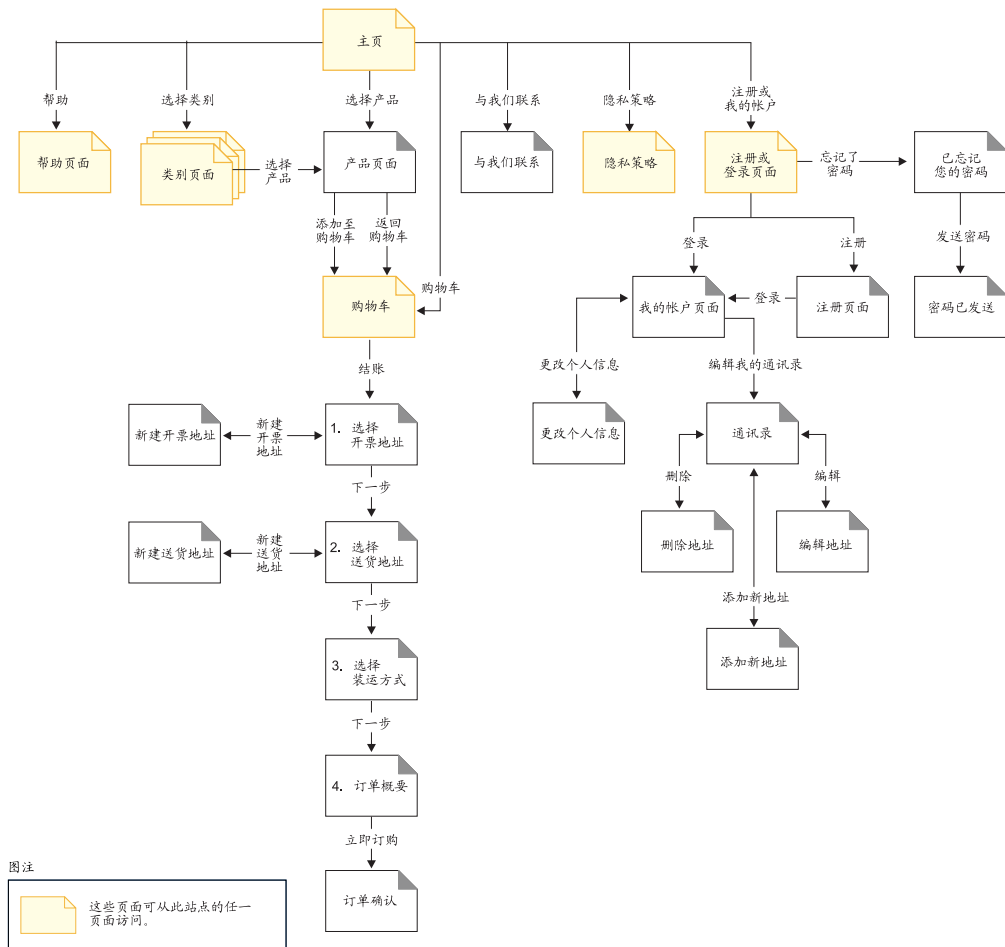 主页
帮助
选择类别
选择产品
与我们联系
隐私策略
注册或
我的帐户
帮助页面
类别页面
选择
产品
产品页面
与我们联系
隐私策略
注册或
登录页面
忘记了
密码
已忘记
您的密码
添加至
购物车
返回
购物车
购物车
登录
注册
发送密码
购物车
我的帐户页面
登录
注册页面
密码已发送
结账
更改个人信息
编辑我的通讯录
新建开票地址
新建
开票
地址
1. 选择
开票地址
更改个人信息
通讯录
下一步
删除
编辑
新建送货地址
新建
送货
地址
2. 选择
送货地址
删除地址
编辑地址
下一步
添加新地址
3. 选择
装运方式
添加新地址
下一步
4. 订单概要
立即订购
订单确认
图注
这些页面可从此站点的任一
页面访问。